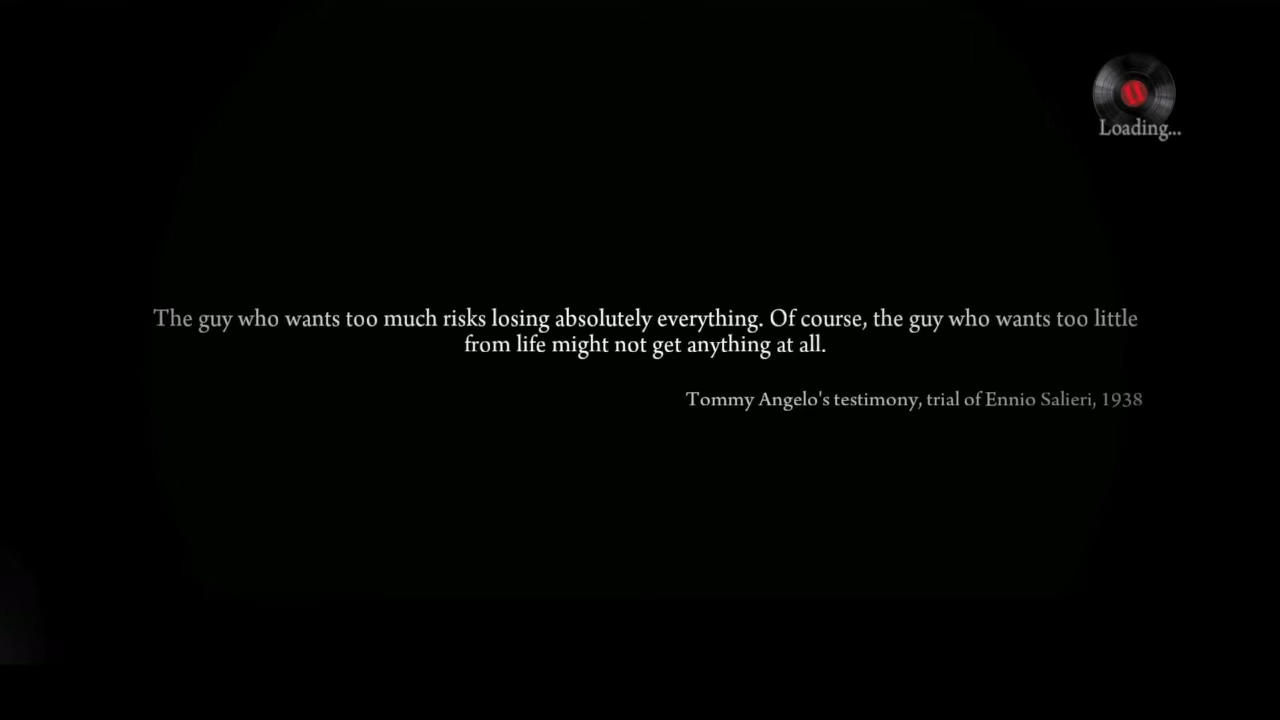 Loading...
The guy who wants too much risks losing absolutely everything. Of course, the guy who wants too little
from life might not get anything at all.
Tommy Angelo's testimony, trial of Ennio Salieri, 1938